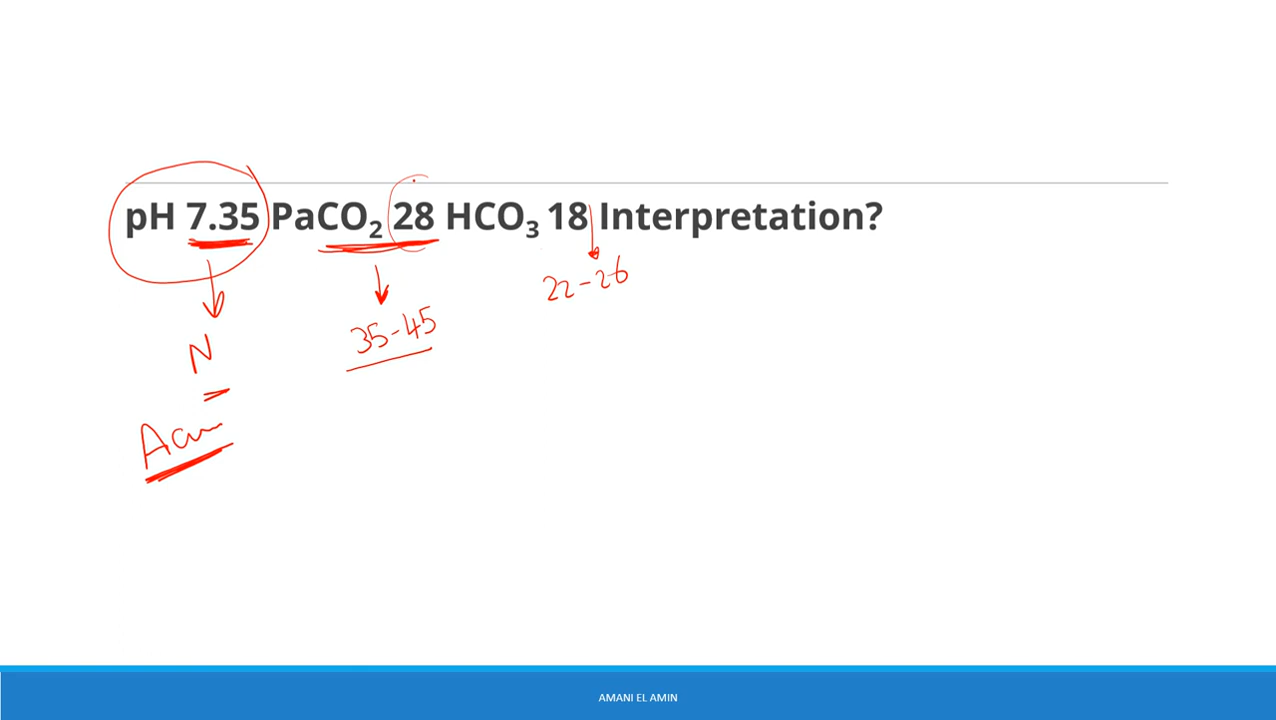 pH 7.35 PaCO₂ 28 HCO₃ 18 Interpretation?
22-26
35-45
N
AMANI EL AMIN